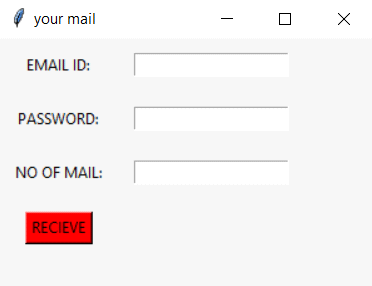 your mail
EMAIL ID:
PASSWORD:
NO OF MAIL:
RECIEVE